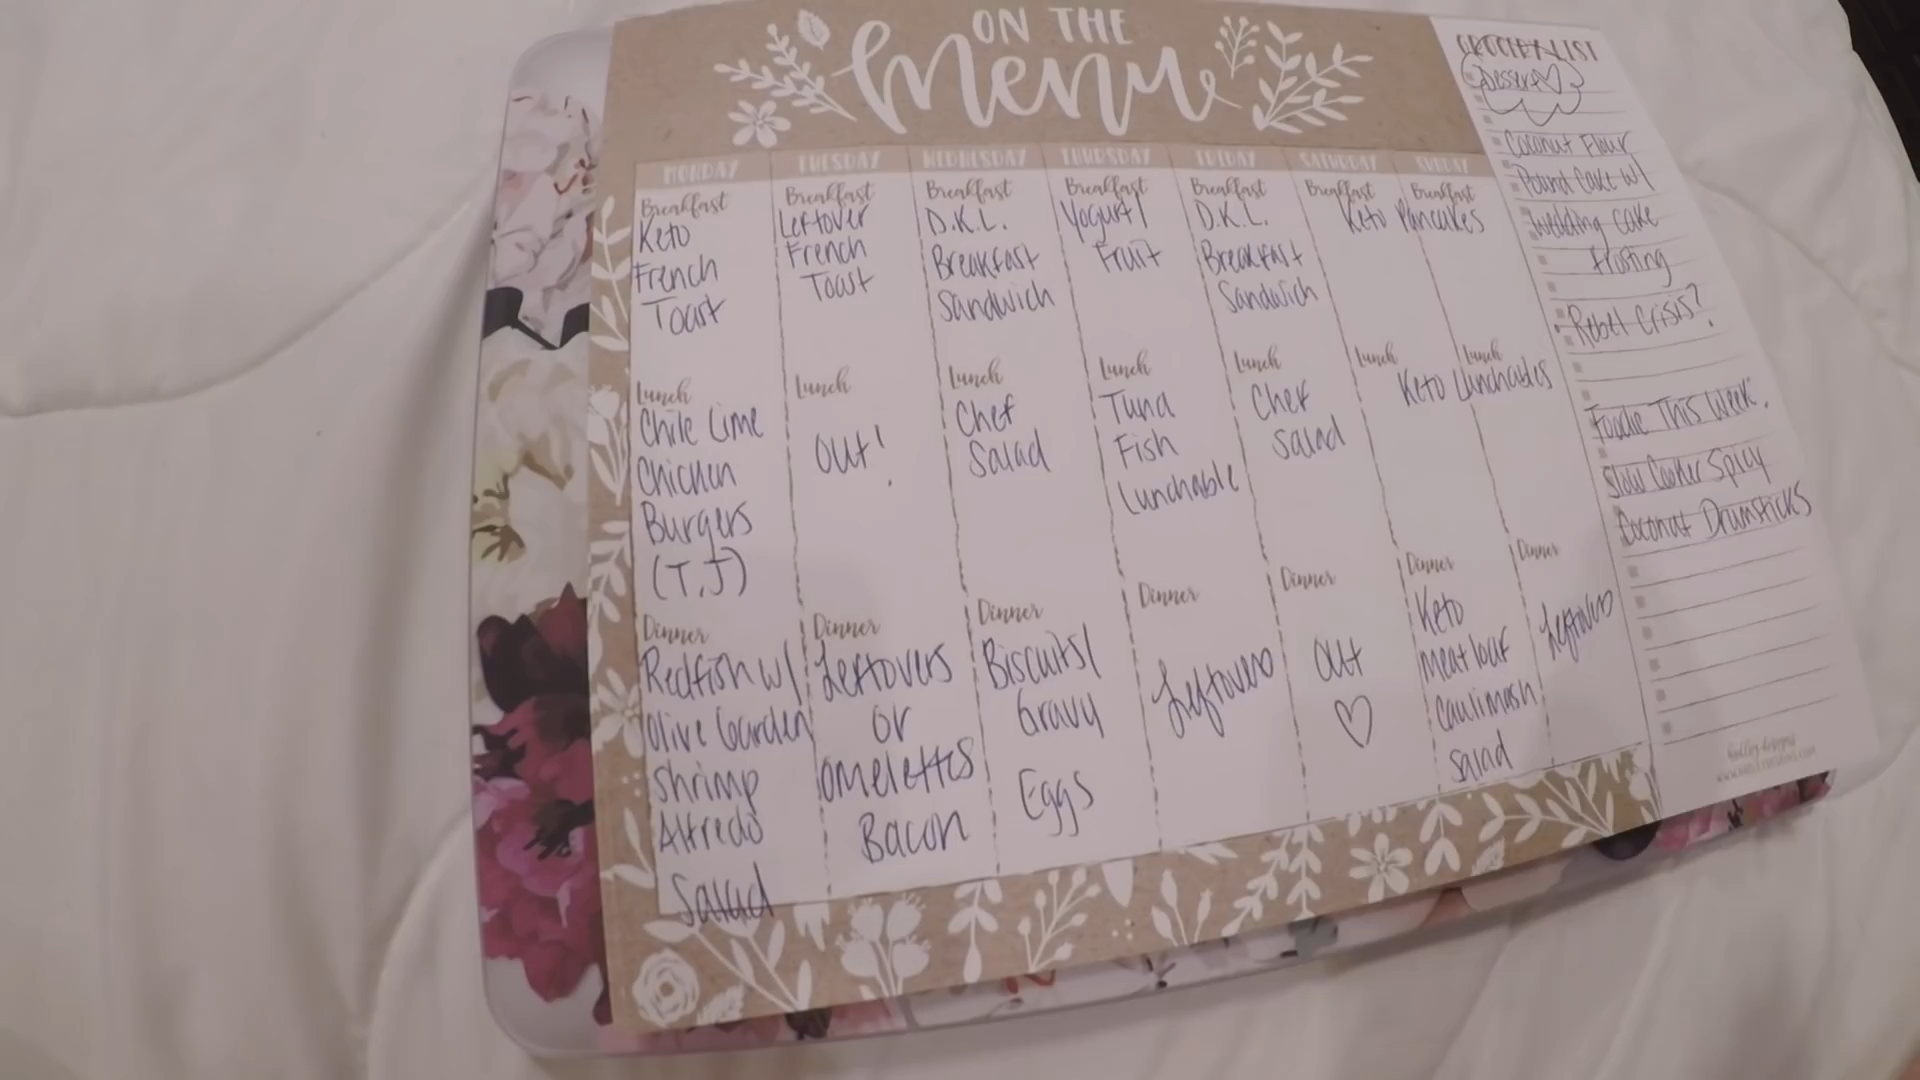 ON THE
Menu
MONDAY
Breakfast
Keto
French
Toast
Lunch
Chile Lime
Chicken
Burgers
(T.J)
Dinner
Redfish w/
Olive Garden
Shrimp
Alfredo
Salad
TUESDAY
Breakfast
Leftover
French
Toast
Lunch
OUT!
Dinner
Leftovers
or
Omelettes
Bacon
WEDNESDAY
Breakfast
D.K.L.
Breakfast
Sandwich
Lunch
Chef
Salad
Dinner
Biscuits/
Gravy
Eggs
THURSDAY
Breakfast
Yogurt/
Fruit
Lunch
Tuna
Fish
Lunchable
Dinner
Leftovers
FRIDAY
Breakfast
D.K.L.
Breakfast
Sandwich
Lunch
Chef
Salad
Dinner
Out
♡
SATURDAY SUNDAY
Breakfast Breakfast
Keto Pancakes
Lunch Lunch
Keto Lunchables
Dinner
Keto
Meatloaf
Caulimash
Salad
Dinner
Leftovers
GROCERY LIST
Dessert♡
Coconut Flour
Pound Cake w/
Wedding cake
frosting
Rebel Crisis?
Foodie This Week.
Slow Cooker Spicy
Coconut Drumsticks